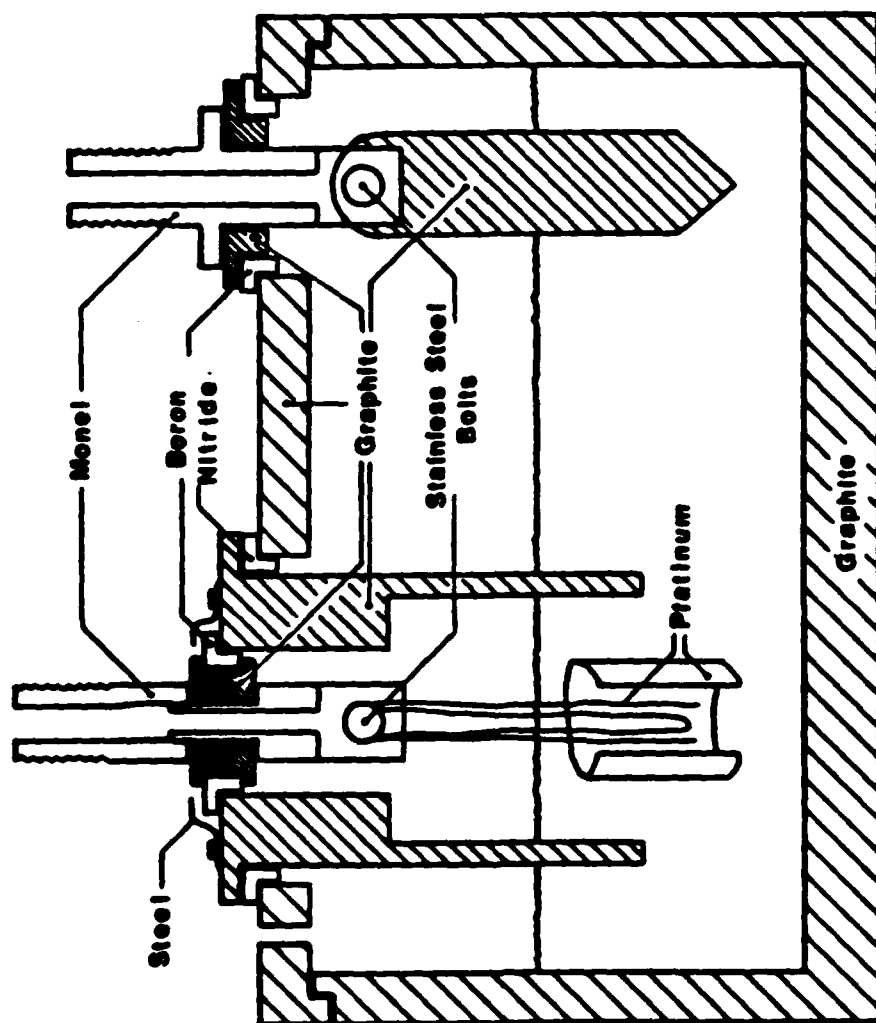 Monel
Boron
Nitride
Graphite
Stainless Steel
Bolts
Steel
Platinum
Graphite